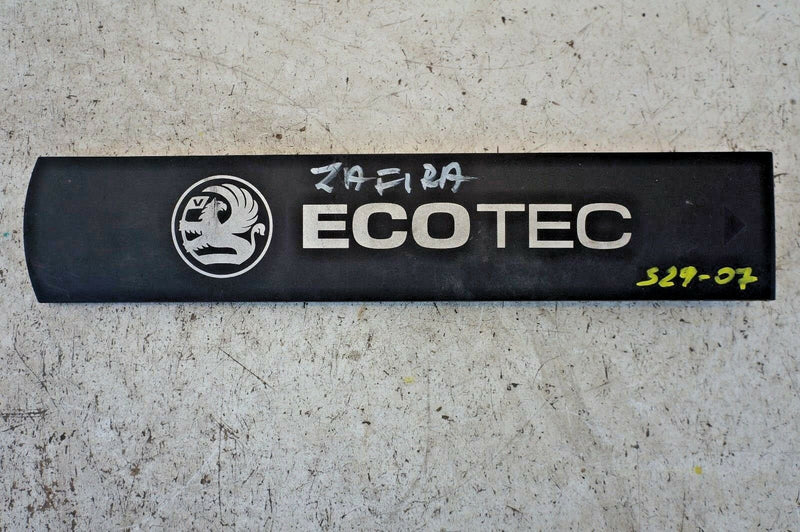 ZAFIRA
V
ECOTEC
S29-07